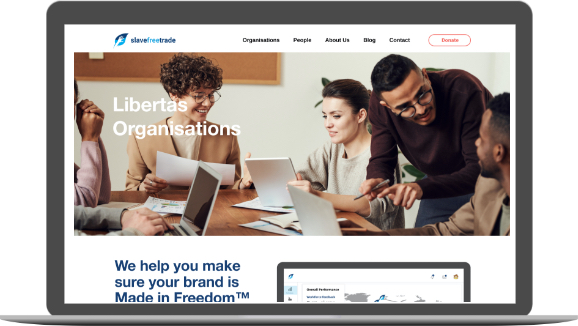 slavefreetrade
Organisations People About Us Blog Contact Donate
Libertas
Organisations
We help you make
sure your brand is
Made in Freedom™
Overall Performance